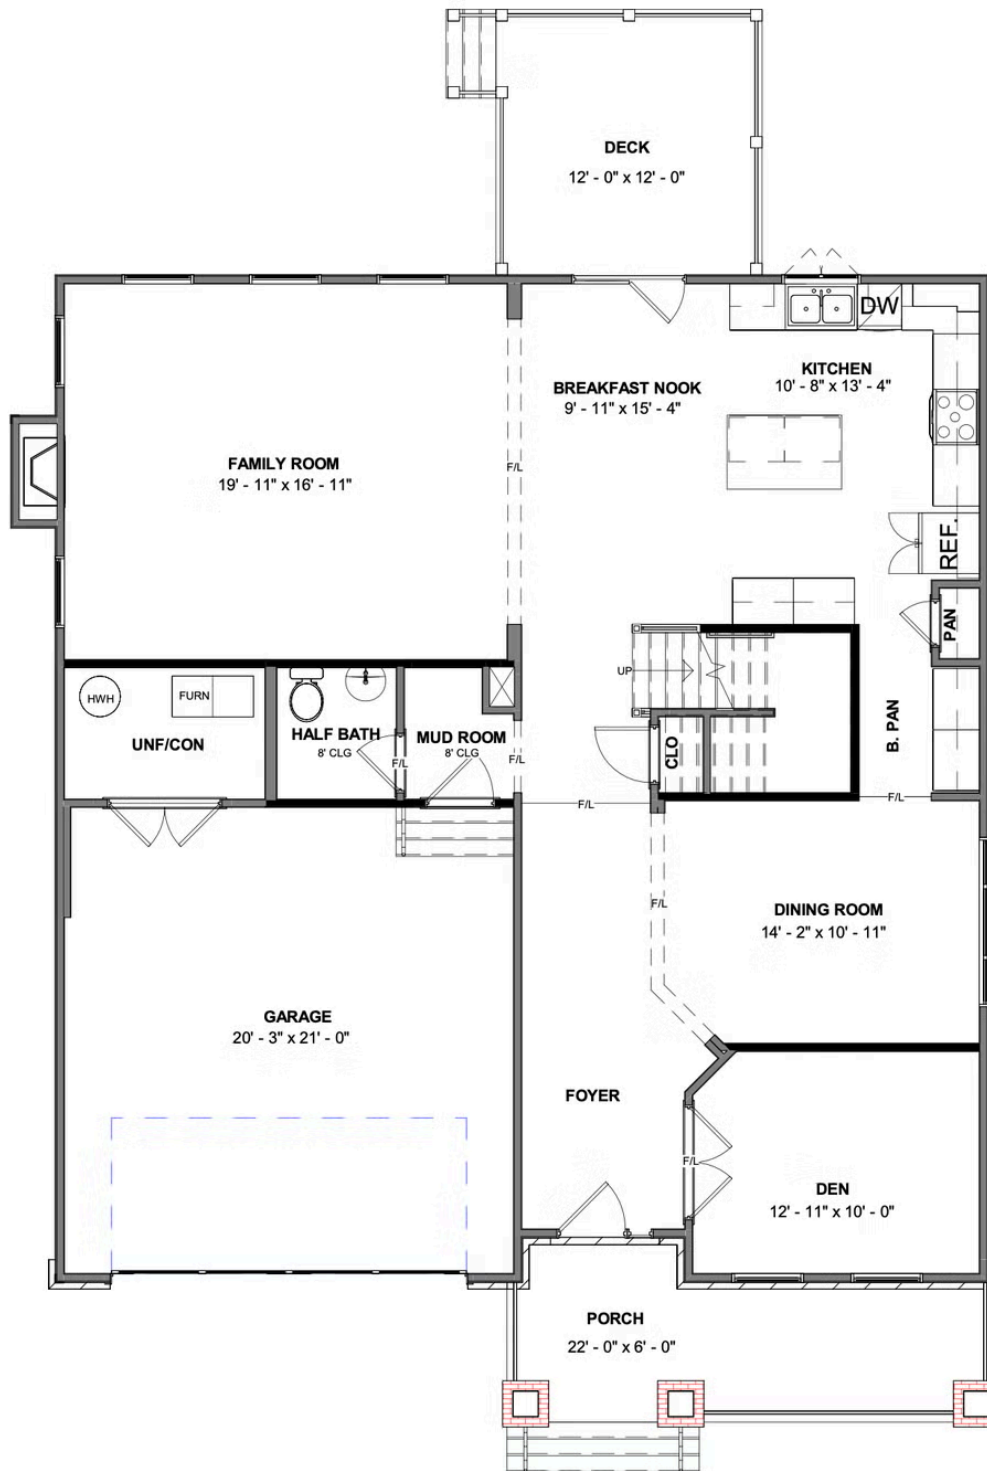 DECK
12' - 0" x 12' - 0"
DW
KITCHEN
10' - 8" x 13' - 4"
BREAKFAST NOOK
9' - 11" x 15' - 4"
FAMILY ROOM
19' - 11" x 16' - 11"
F/L
REF.
PAN
UP
HWH
FURN
UNF/CON
HALF BATH
8' CLG
F/L
MUD ROOM
8' CLG
F/L
CLO
B. PAN
F/L
F/L
F/L
DINING ROOM
14' - 2" x 10' - 11"
GARAGE
20' - 3" x 21' - 0"
FOYER
F/L
DEN
12' - 11" x 10' - 0"
PORCH
22' - 0" x 6' - 0"